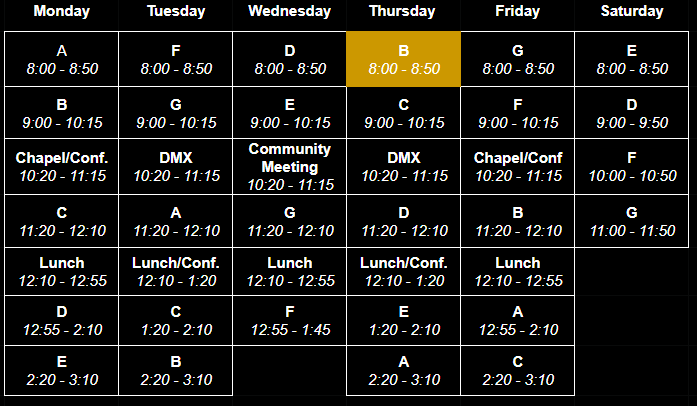 Monday Tuesday Wednesday Thursday Friday Saturday
A F D B G E
8:00 - 8:50 8:00 - 8:50 8:00 - 8:50 8:00 - 8:50 8:00 - 8:50 8:00 - 8:50
B G E C F D
9:00 - 10:15 9:00 - 10:15 9:00 - 10:15 9:00 - 10:15 9:00 - 10:15 9:00 - 9:50
Chapel/Conf. DMX Community Meeting DMX Chapel/Conf F
10:20 - 11:15 10:20 - 11:15 10:20 - 11:15 10:20 - 11:15 10:20 - 11:15 10:00 - 10:50
C A G D B G
11:20 - 12:10 11:20 - 12:10 11:20 - 12:10 11:20 - 12:10 11:20 - 12:10 11:00 - 11:50
Lunch Lunch/Conf. Lunch Lunch/Conf. Lunch
12:10 - 12:55 12:10 - 1:20 12:10 - 12:55 12:10 - 1:20 12:10 - 12:55
D C F E A
12:55 - 2:10 1:20 - 2:10 12:55 - 1:45 1:20 - 2:10 12:55 - 2:10
E B A C
2:20 - 3:10 2:20 - 3:10 2:20 - 3:10 2:20 - 3:10